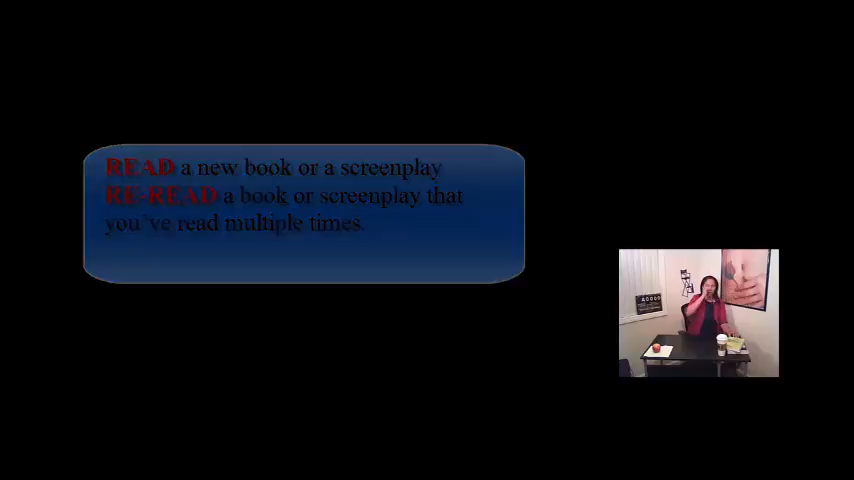 READ a new book or a screenplay
RE-READ a book or screenplay that
you've read multiple times.